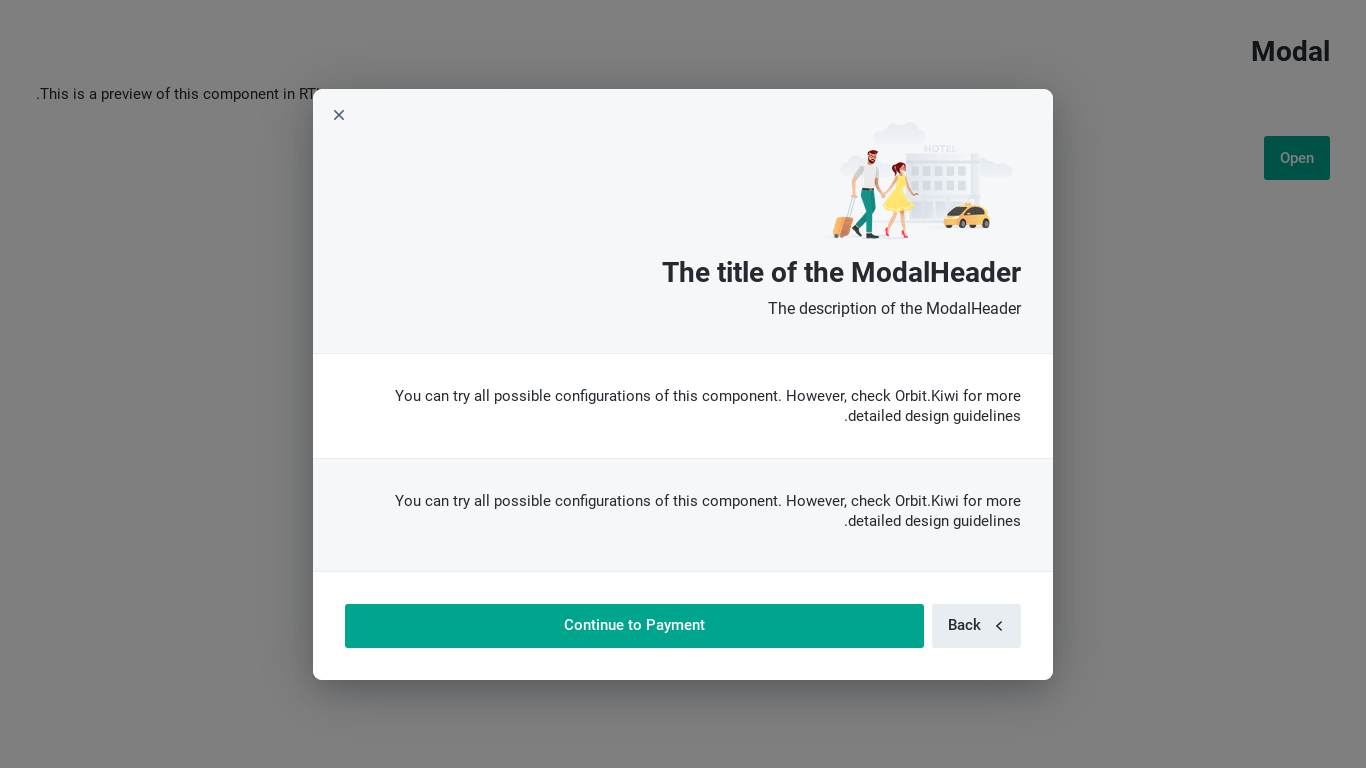 Modal
.This is a preview of this component in RTL
Open
HOTEL
The title of the ModalHeader
The description of the ModalHeader
You can try all possible configurations of this component. However, check Orbit.Kiwi for more
.detailed design guidelines
You can try all possible configurations of this component. However, check Orbit.Kiwi for more
.detailed design guidelines
Continue to Payment
Back